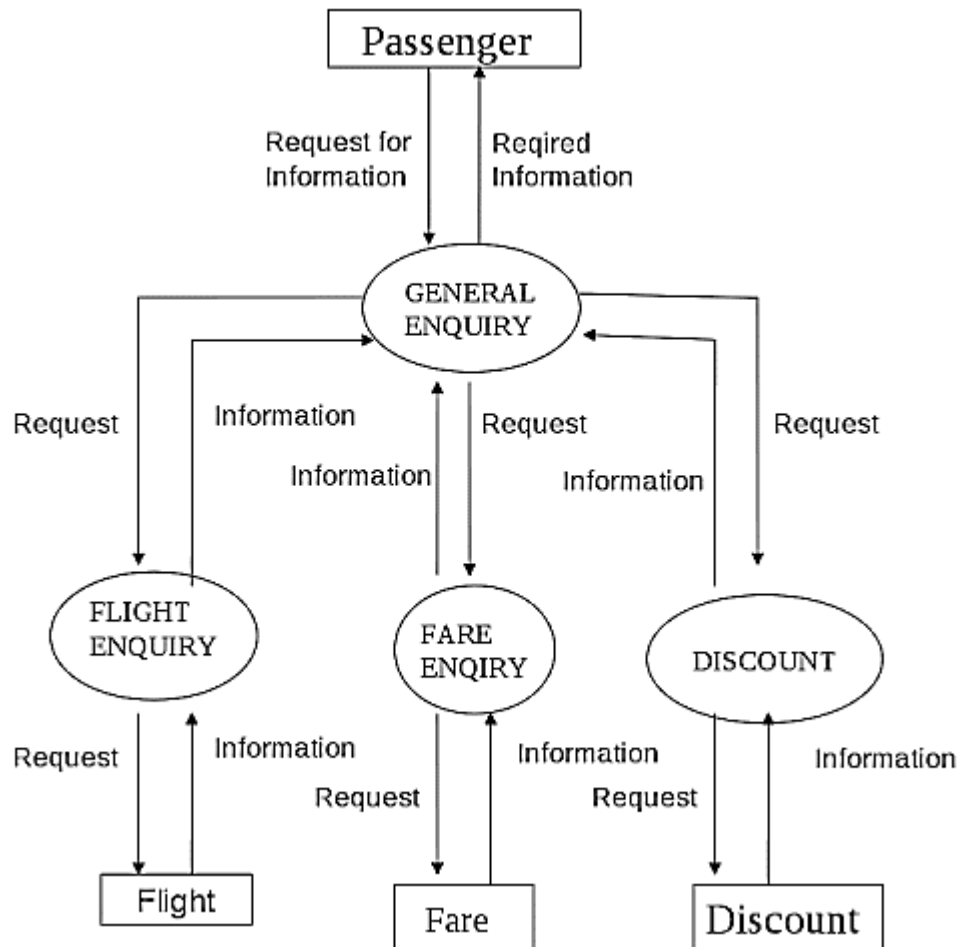 Passenger
Request for
Information
Reqired
Information
GENERAL
ENQUIRY
Request
Information
Information
Request
Information
Request
FLIGHT
ENQUIRY
FARE
ENQIRY
DISCOUNT
Request
Information
Request
Information
Request
Information
Flight
Fare
Discount